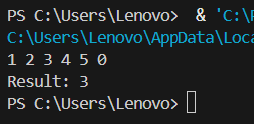 PS C:\Users\Lenovo>  & 'C:\P
C:\Users\Lenovo\AppData\Loca
1 2 3 4 5 0
Result: 3
PS C:\Users\Lenovo>